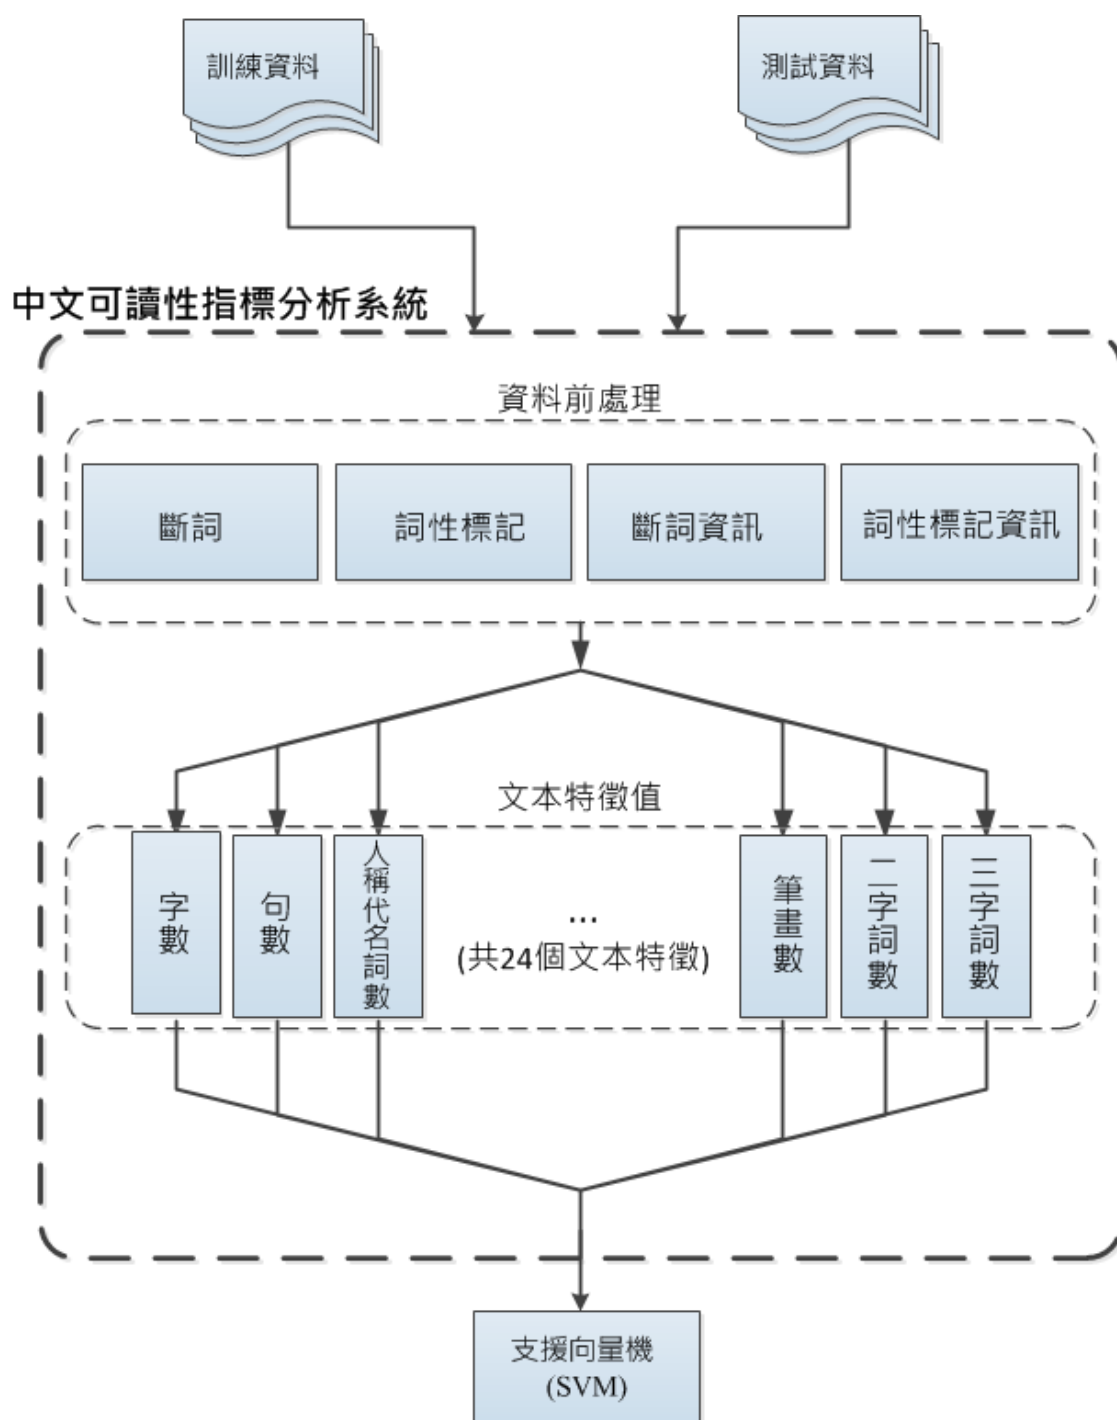 訓練資料
測試資料
中文可讀性指標分析系統
資料前處理
斷詞
詞性標記
斷詞資訊
詞性標記資訊
文本特徵值
字數
句數
人稱代名詞數
...
(共24個文本特徵)
筆畫數
二字詞數
三字詞數
支援向量機
(SVM)